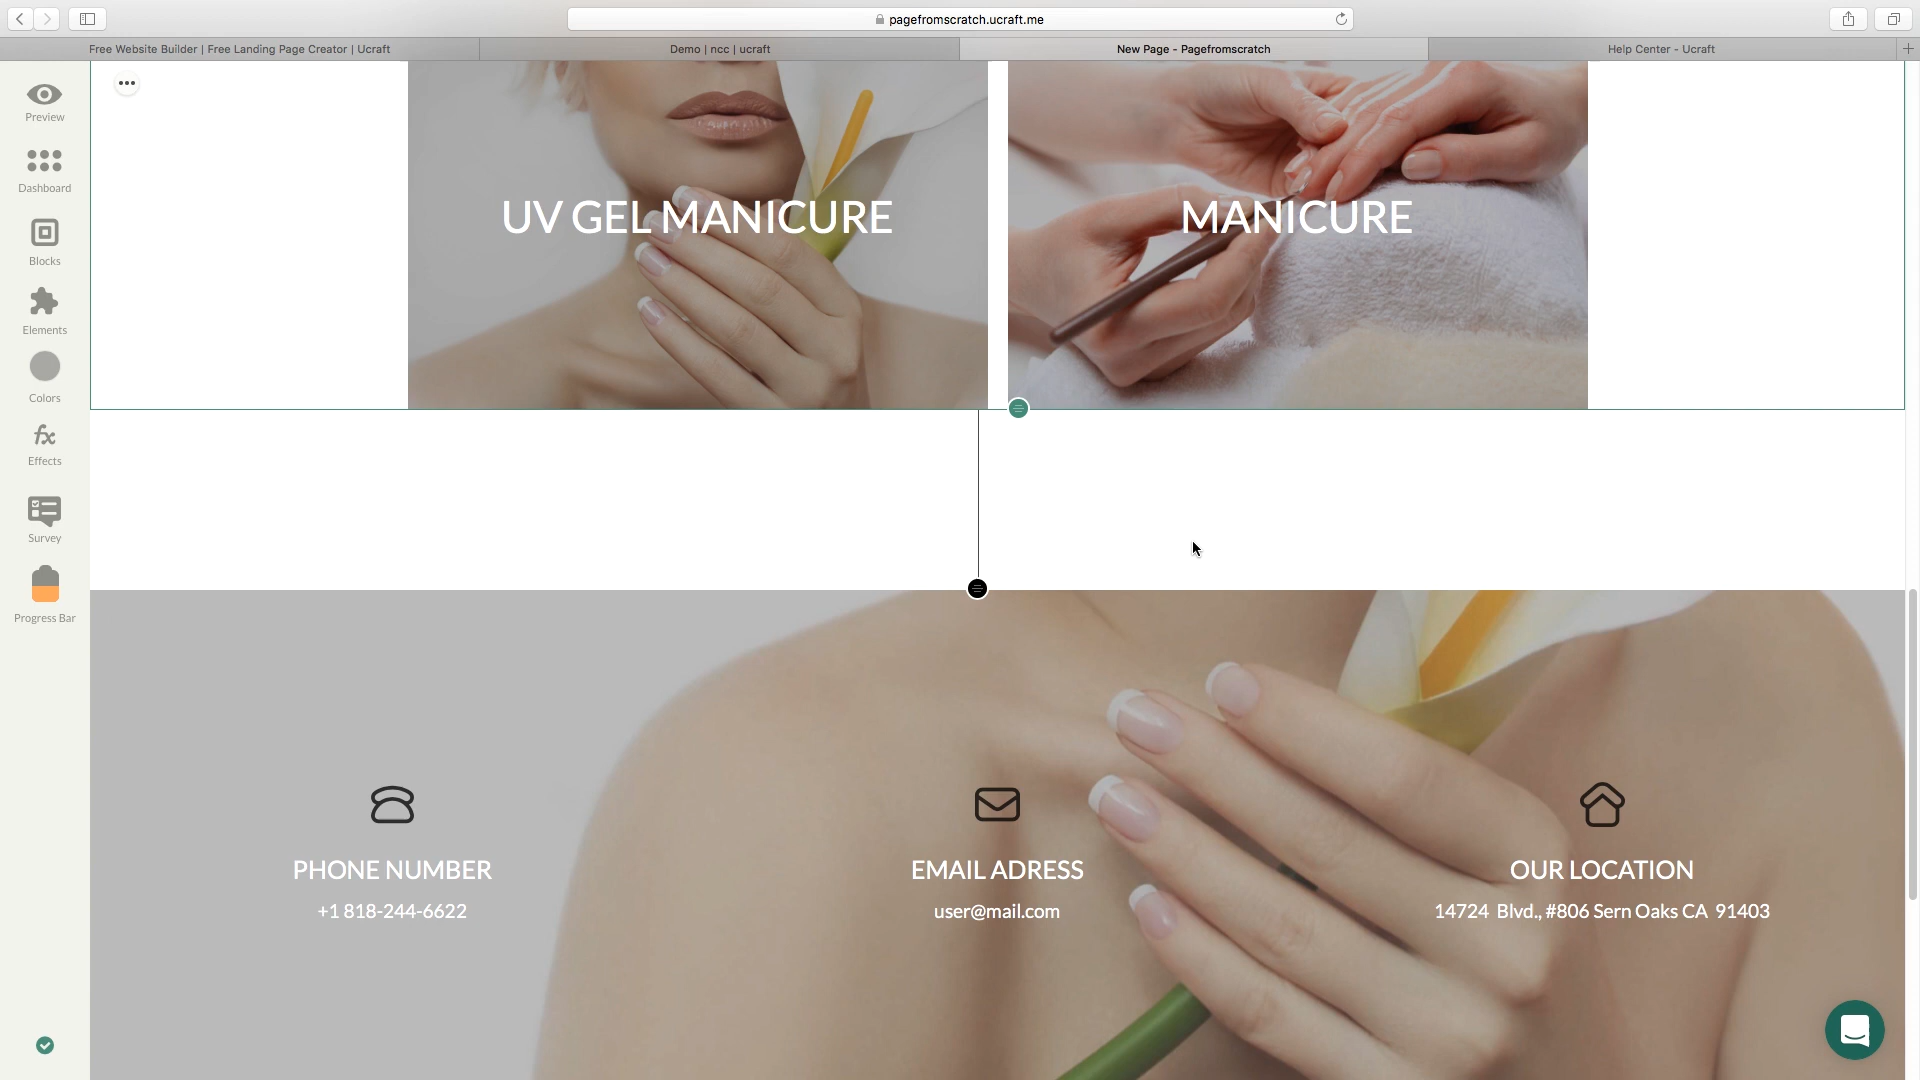 pagefromscratch.ucraft.me
Free Website Builder | Free Landing Page Creator | Ucraft
Demo | ncc | ucraft
New Page - Pagefromscratch
Help Center - Ucraft
Preview
Dashboard
Blocks
Elements
Colors
fx
Effects
Survey
Progress Bar
UV GEL MANICURE
MANICURE
PHONE NUMBER
+1 818-244-6622
EMAIL ADRESS
user@mail.com
OUR LOCATION
14724 Blvd., #806 Sern Oaks CA 91403